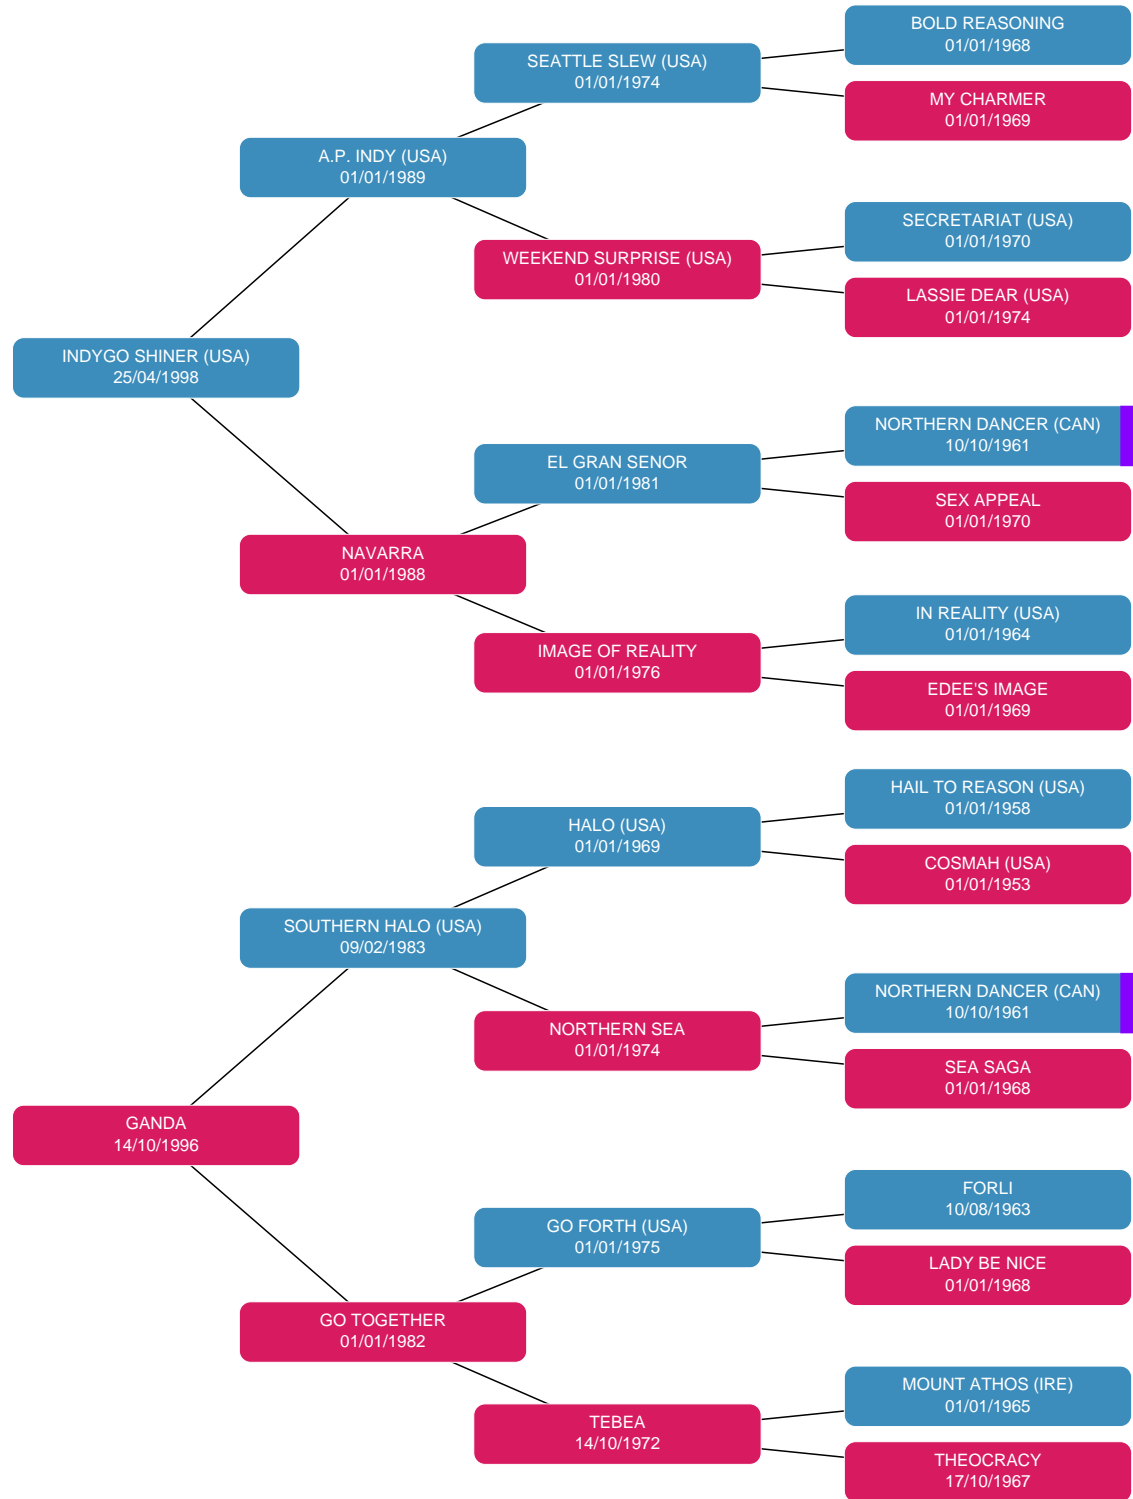 BOLD REASONING
01/01/1968
SEATTLE SLEW (USA)
01/01/1974
MY CHARMER
01/01/1969
A.P. INDY (USA)
01/01/1989
SECRETARIAT (USA)
01/01/1970
WEEKEND SURPRISE (USA)
01/01/1980
LASSIE DEAR (USA)
01/01/1974
INDYGO SHINER (USA)
25/04/1998
NORTHERN DANCER (CAN)
10/10/1961
EL GRAN SENOR
01/01/1981
SEX APPEAL
01/01/1970
NAVARRA
01/01/1988
IN REALITY (USA)
01/01/1964
IMAGE OF REALITY
01/01/1976
EDEE'S IMAGE
01/01/1969
HAIL TO REASON (USA)
01/01/1958
HALO (USA)
01/01/1969
COSMAH (USA)
01/01/1953
SOUTHERN HALO (USA)
09/02/1983
NORTHERN DANCER (CAN)
10/10/1961
NORTHERN SEA
01/01/1974
SEA SAGA
01/01/1968
GANDA
14/10/1996
FORLI
10/08/1963
GO FORTH (USA)
01/01/1975
LADY BE NICE
01/01/1968
GO TOGETHER
01/01/1982
MOUNT ATHOS (IRE)
01/01/1965
TEBEA
14/10/1972
THEOCRACY
17/10/1967